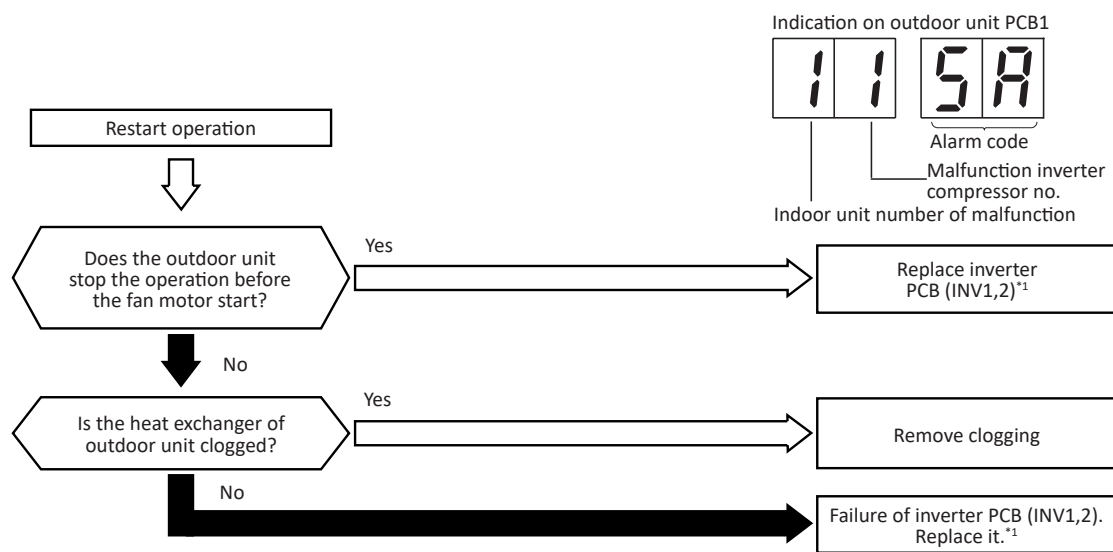 Indication on outdoor unit PCB1
1 1 5A
Alarm code
Malfunction inverter
compressor no.
Indoor unit number of malfunction
Restart operation
Does the outdoor unit
stop the operation before
the fan motor start?
Yes
Replace inverter
PCB (INV1,2)*1
No
Is the heat exchanger of
outdoor unit clogged?
Yes
Remove clogging
No
Failure of inverter PCB (INV1,2).
Replace it.*1